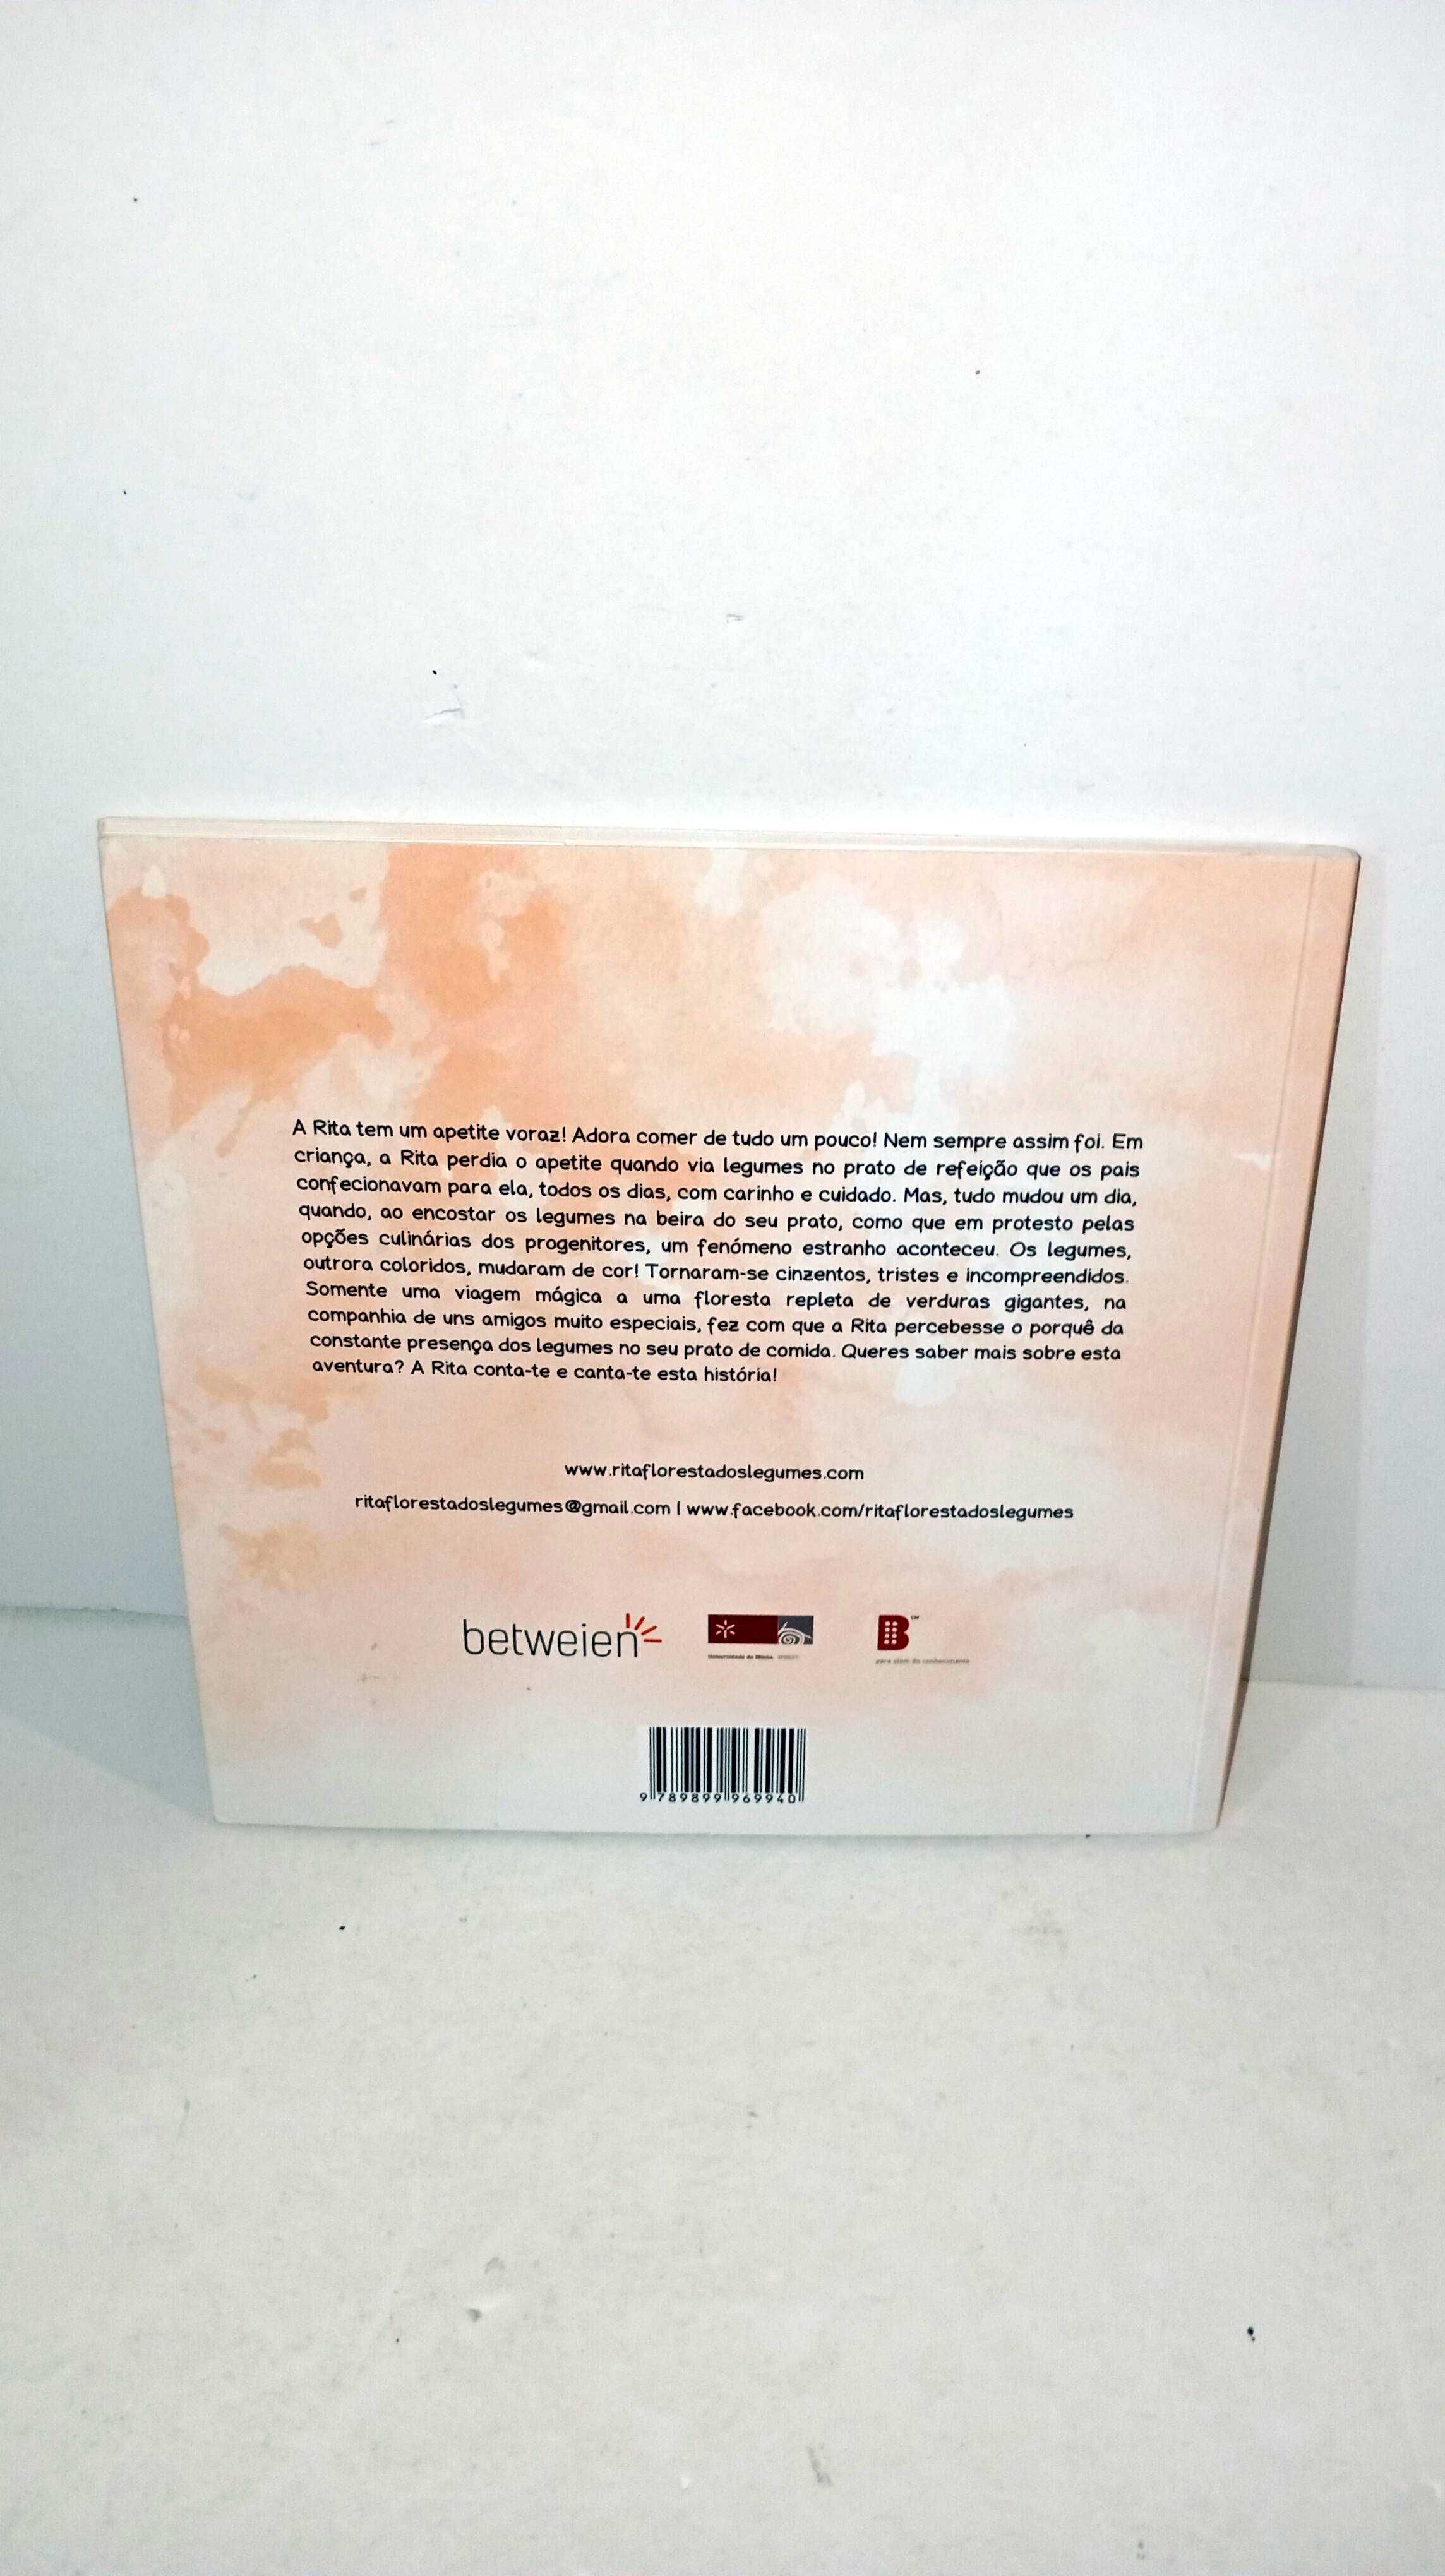 A Rita tem um apetite voraz! Adora comer de tudo um pouco! Nem sempre assim foi. Em
criança, a Rita perdia o apetite quando via legumes no prato de refeição que os pais
confecionavam para ela, todos os dias, com carinho e cuidado. Mas, tudo mudou um dia,
quando, ao encostar os legumes na beira do seu prato, como que em protesto pelas
opções culinárias dos progenitores, um fenómeno estranho aconteceu. Os legumes,
outrora coloridos, mudaram de cor! Tornaram-se cinzentos, tristes e incompreendidos.
Somente uma viagem mágica a uma floresta repleta de verduras gigantes, na
companhia de uns amigos muito especiais, fez com que a Rita percebesse o porquê da
constante presença dos legumes no seu prato de comida. Queres saber mais sobre esta
aventura? A Rita conta-te e canta-te esta história!
www.ritaflorestadoslegumes.com
ritaflorestadoslegumes@gmail.com | www.facebook.com/ritaflorestadoslegumes
betweien
Universidade do Minho
B
para além do conhecimento
9 789899 969940